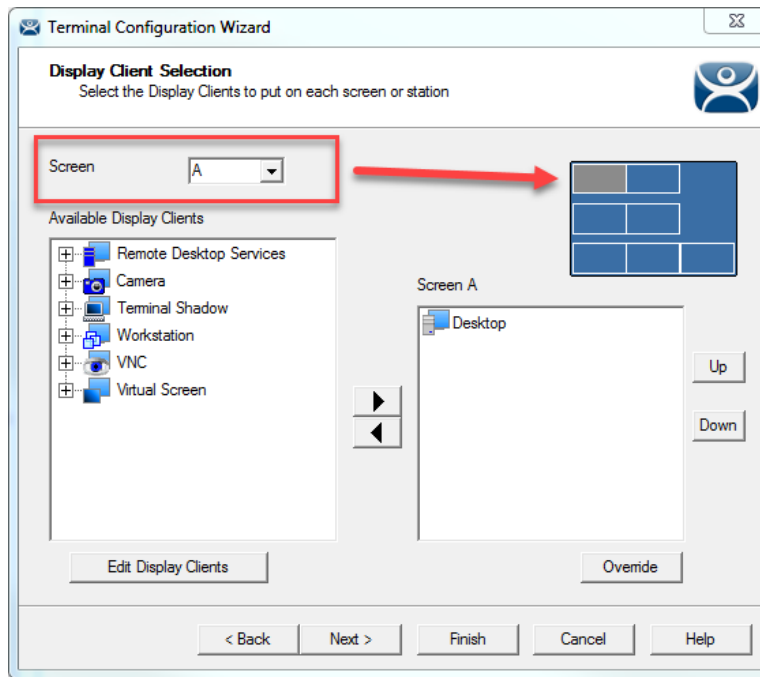 Terminal Configuration Wizard
Display Client Selection
Select the Display Clients to put on each screen or station
Screen
A
Available Display Clients
Remote Desktop Services
Camera
Terminal Shadow
Workstation
VNC
Virtual Screen
Screen A
Desktop
Up
Down
Edit Display Clients
Override
< Back
Next >
Finish
Cancel
Help